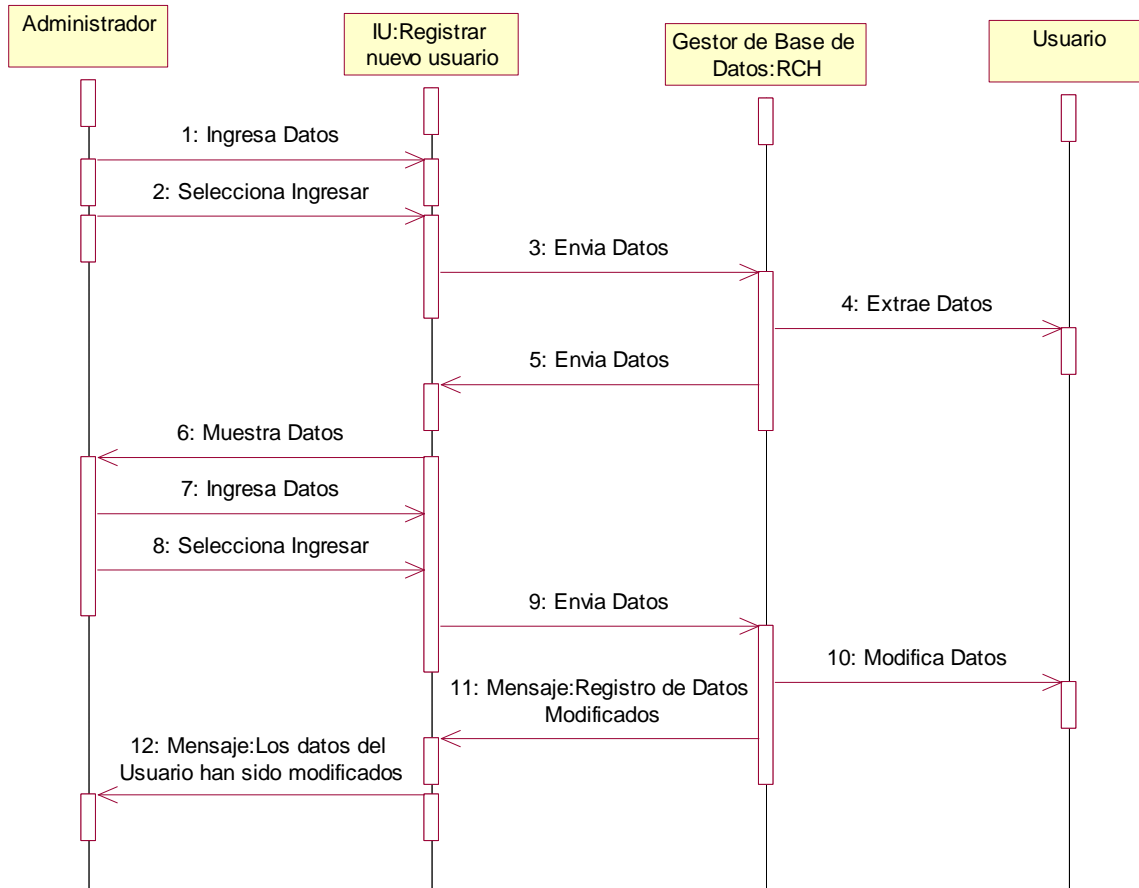 Administrador
IU:Registrar
nuevo usuario
Gestor de Base de
Datos:RCH
Usuario
1: Ingresa Datos
2: Selecciona Ingresar
3: Envia Datos
4: Extrae Datos
5: Envia Datos
6: Muestra Datos
7: Ingresa Datos
8: Selecciona Ingresar
9: Envia Datos
10: Modifica Datos
11: Mensaje:Registro de Datos
Modificados
12: Mensaje:Los datos del
Usuario han sido modificados